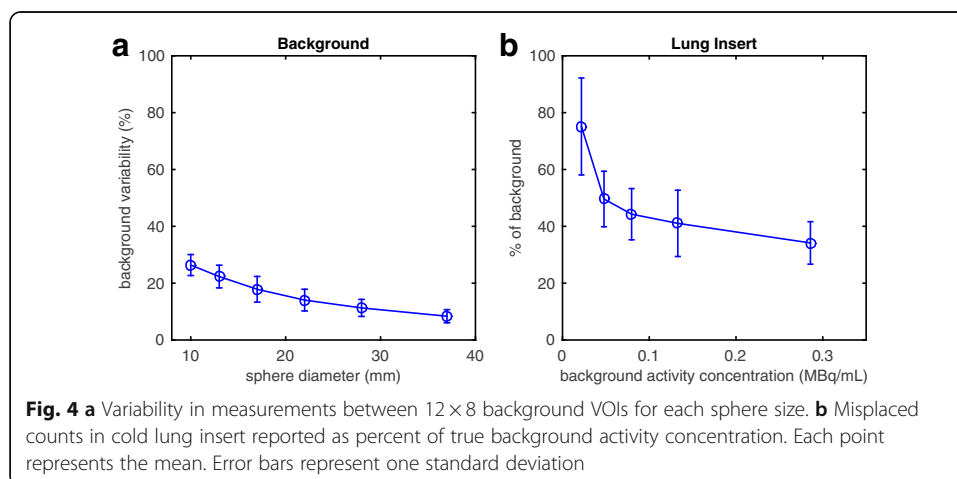 a
Background
100
80
60
40
20
0
background variability (%)
10 20 30 40
sphere diameter (mm)
b
Lung Insert
100
80
60
40
20
0
% of background
0 0.1 0.2 0.3
background activity concentration (MBq/mL)
Fig. 4 a Variability in measurements between 12×8 background VOIs for each sphere size. b Misplaced
counts in cold lung insert reported as percent of true background activity concentration. Each point
represents the mean. Error bars represent one standard deviation